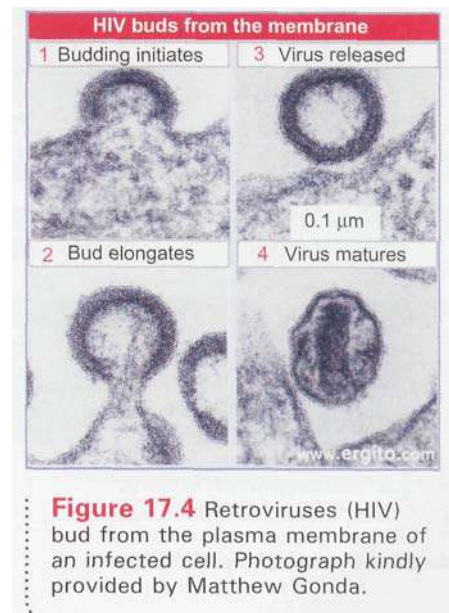 HIV buds from the membrane
1 Budding initiates
3 Virus released
0.1 μm
2 Bud elongates
4 Virus matures
www.ergito.com
Figure 17.4 Retroviruses (HIV)
bud from the plasma membrane of
an infected cell. Photograph kindly
provided by Matthew Gonda.